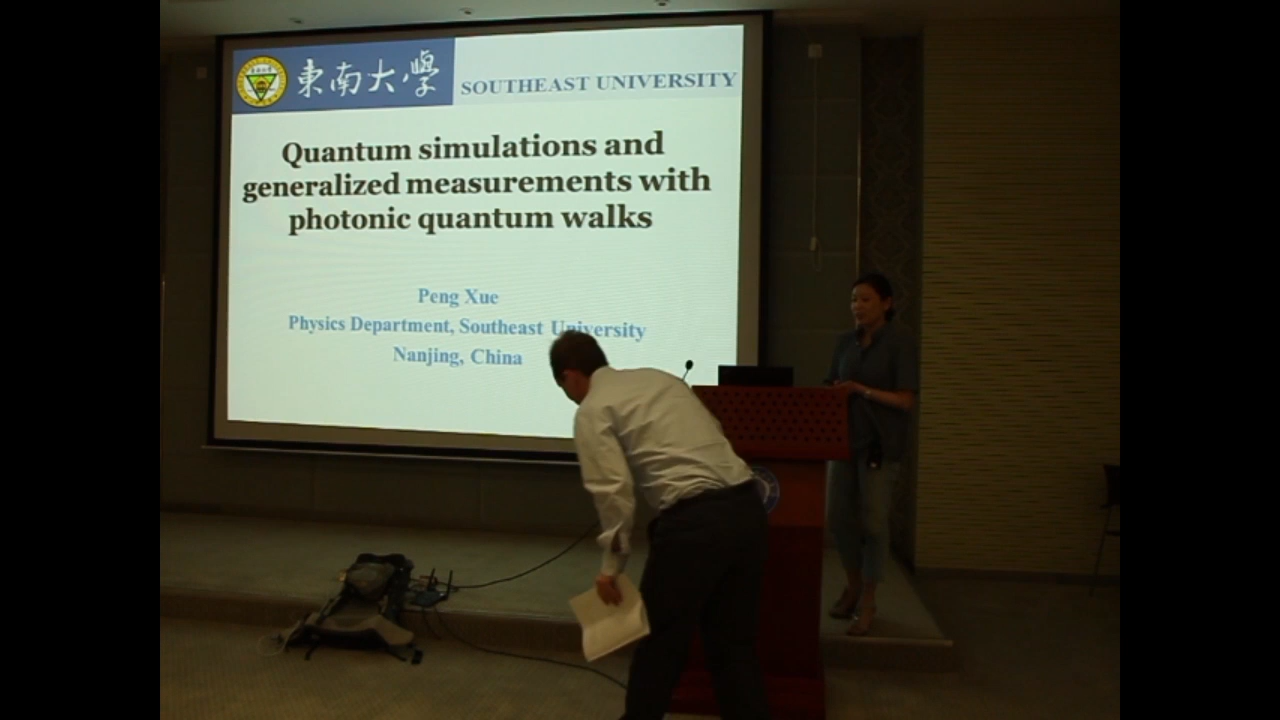 東南大學
SOUTHEAST UNIVERSITY
Quantum simulations and
generalized measurements with
photonic quantum walks
Peng Xue
Physics Department, Southeast University
Nanjing, China